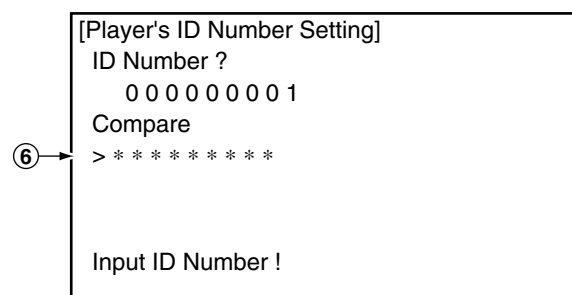 [Player's ID Number Setting]
ID Number ?
0 0 0 0 0 0 0 0 1
Compare
⑥ > * * * * * * * * *
Input ID Number !